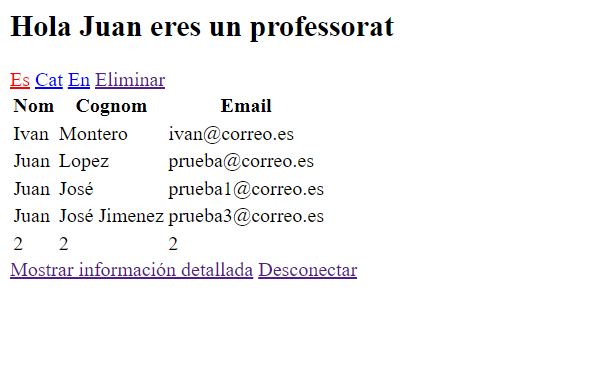 Hola Juan eres un professorat
Es Cat En Eliminar
Nom Cognom Email
Ivan Montero ivan@correo.es
Juan Lopez prueba@correo.es
Juan José prueba1@correo.es
Juan José Jimenez prueba3@correo.es
2 2 2
Mostrar información detallada Desconectar